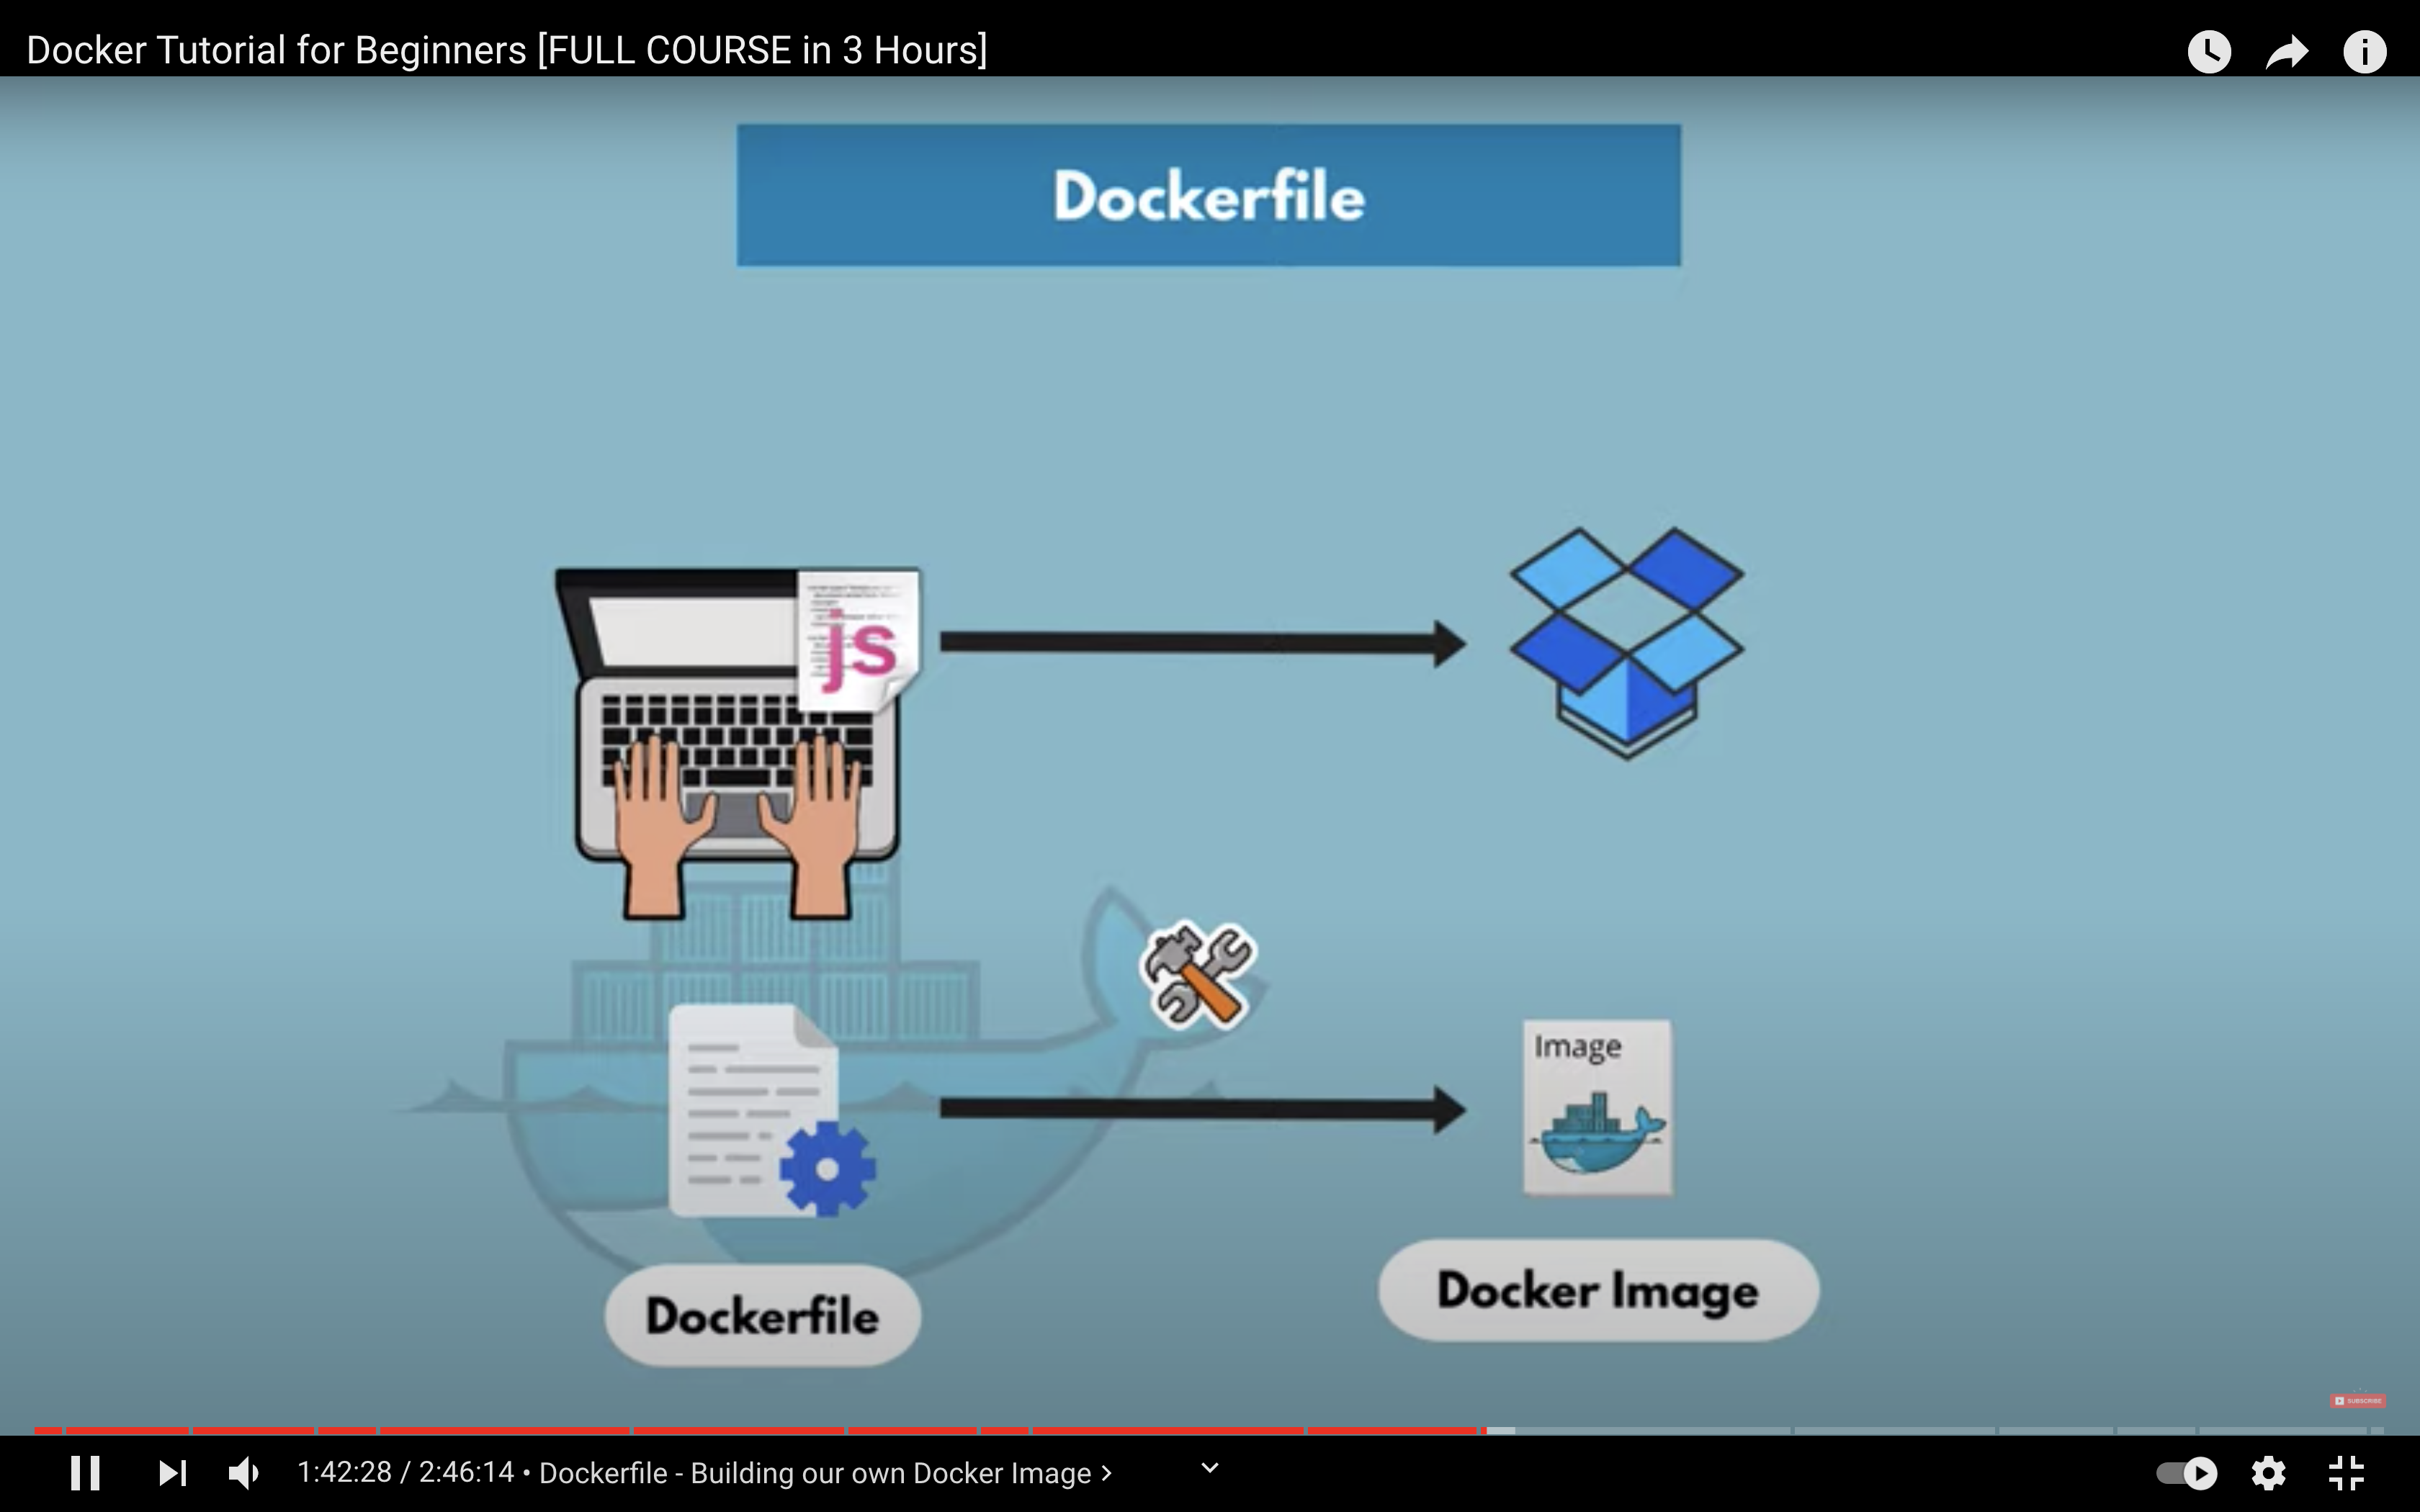 Docker Tutorial for Beginners [FULL COURSE in 3 Hours]
Dockerfile
js
Image
Dockerfile
Docker Image
SUBSCRIBE
1:42:28 / 2:46:14 • Dockerfile - Building our own Docker Image >